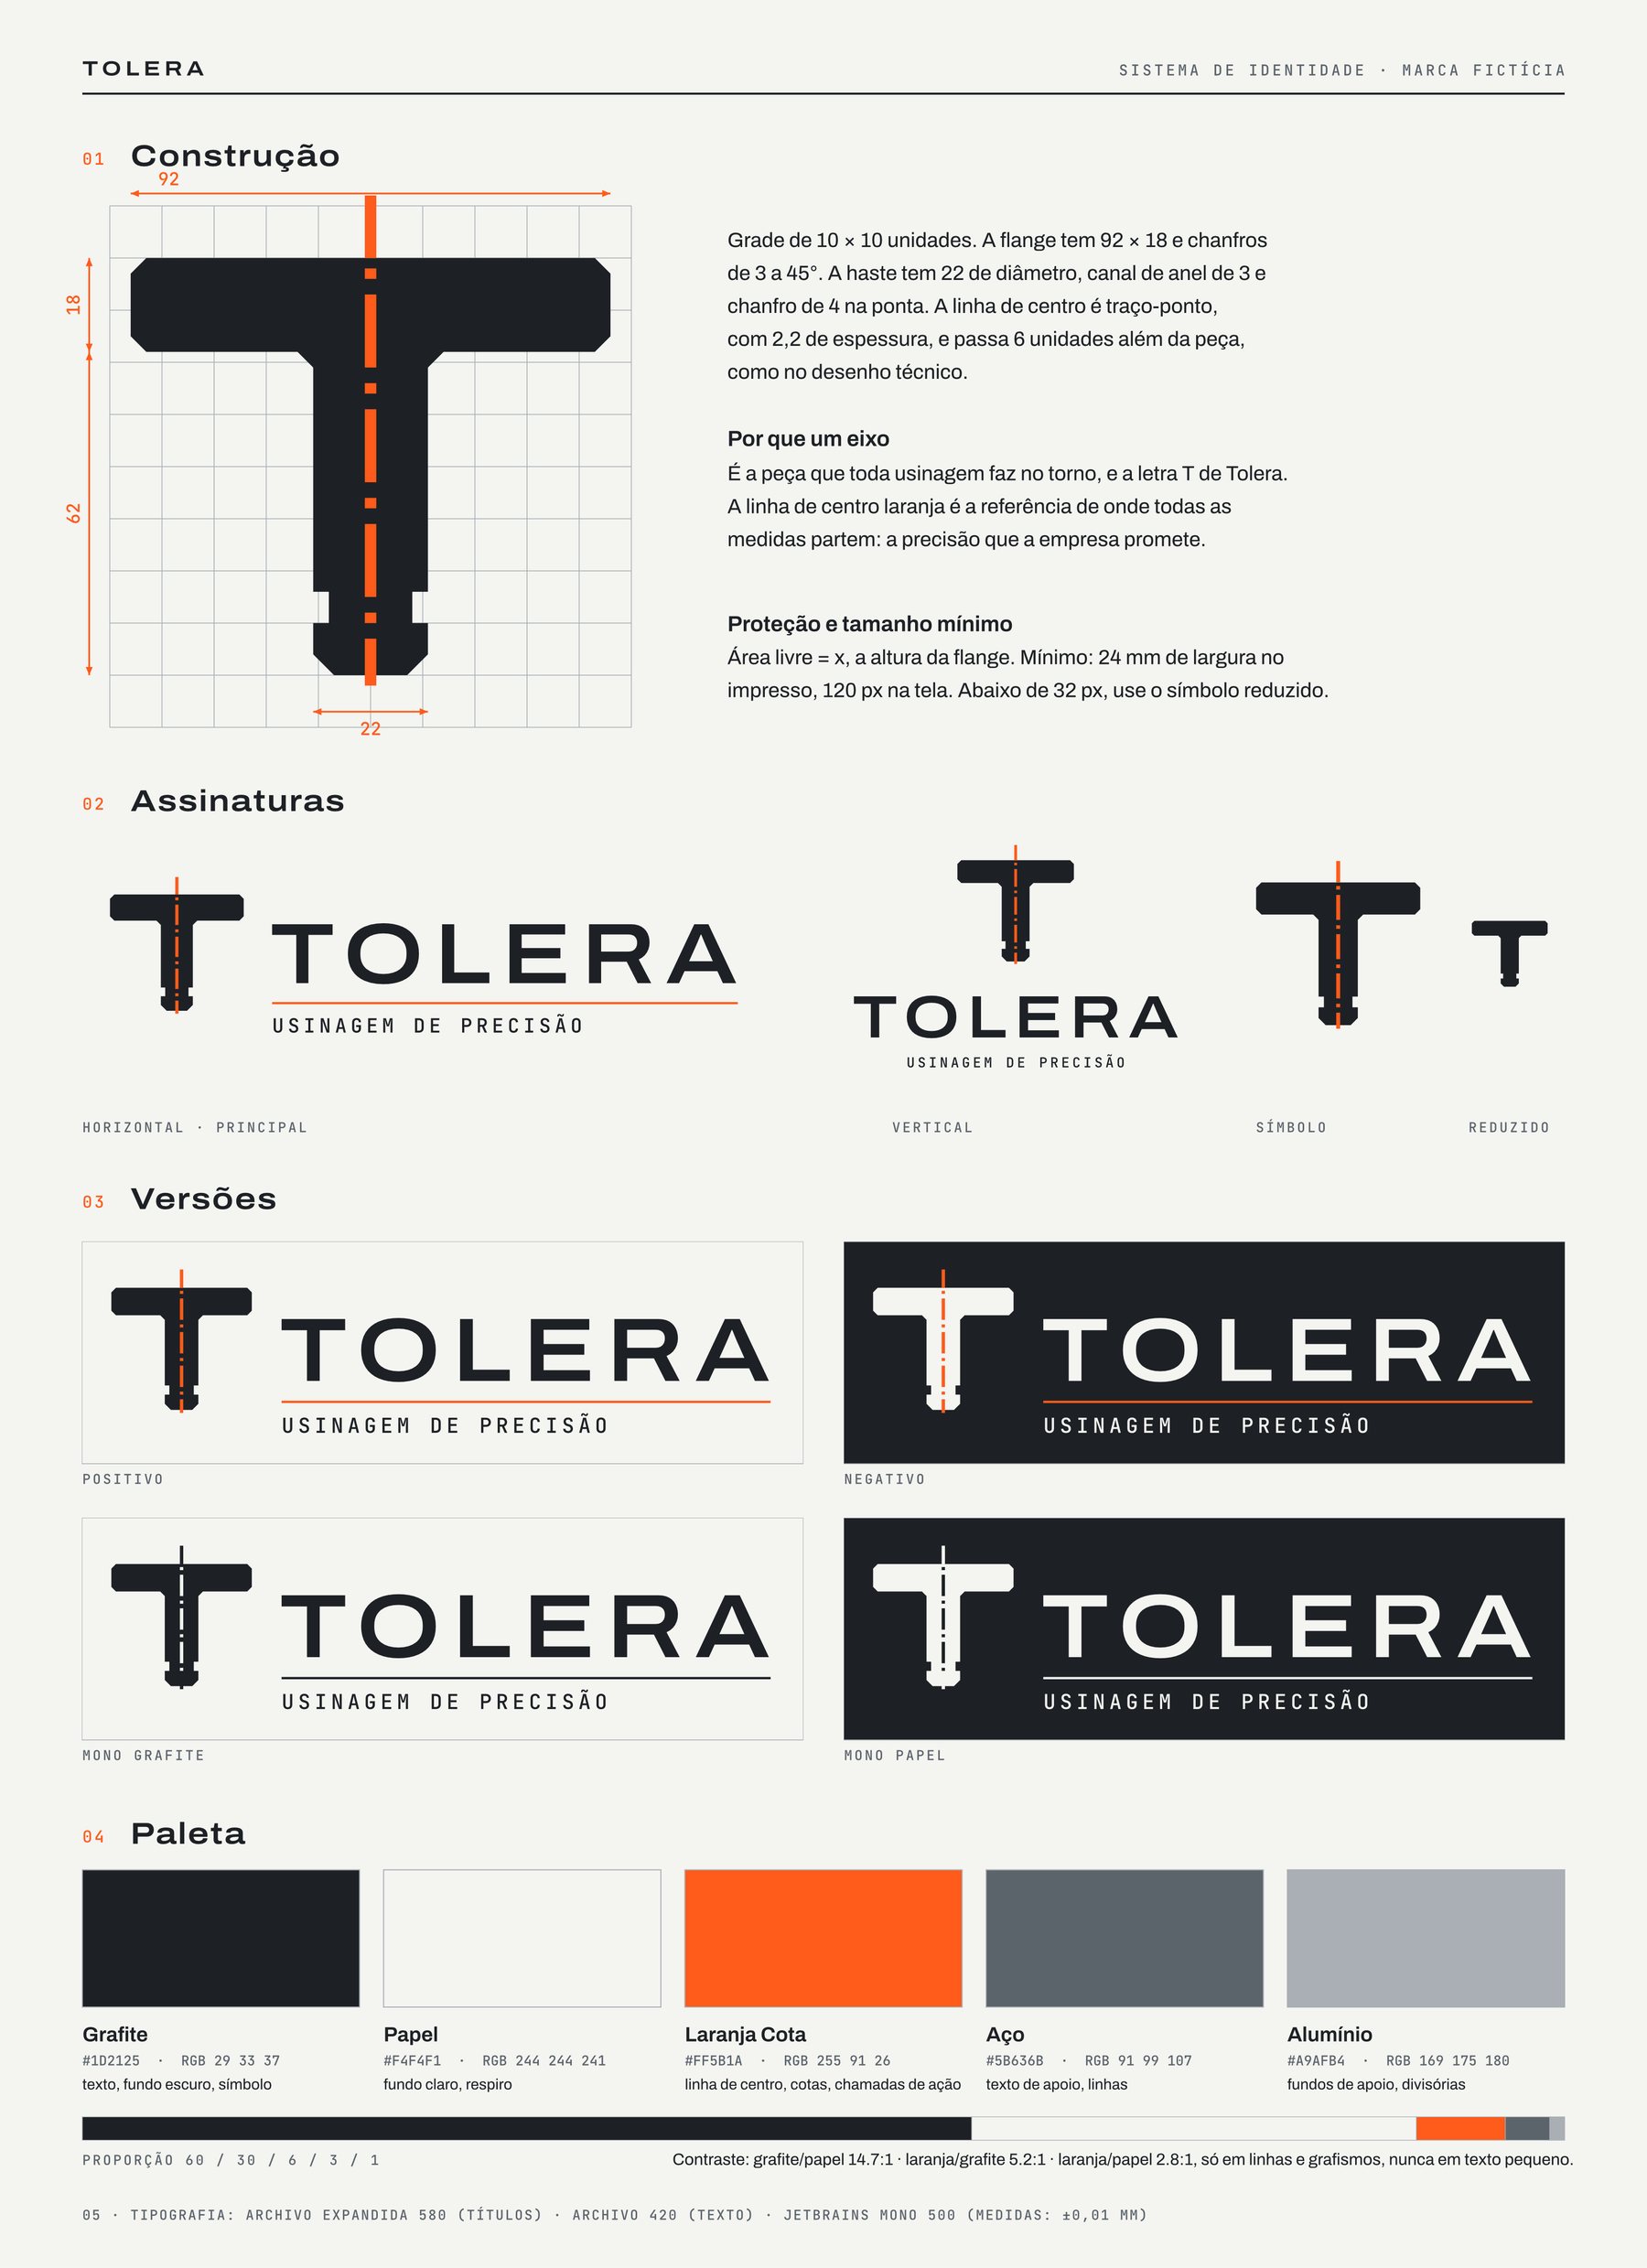 TOLERA
SISTEMA DE IDENTIDADE · MARCA FICTÍCIA
01 Construção
92
18
62
22
Grade de 10 × 10 unidades. A flange tem 92 × 18 e chanfros
de 3 a 45°. A haste tem 22 de diâmetro, canal de anel de 3 e
chanfro de 4 na ponta. A linha de centro é traço-ponto,
com 2,2 de espessura, e passa 6 unidades além da peça,
como no desenho técnico.
Por que um eixo
É a peça que toda usinagem faz no torno, e a letra T de Tolera.
A linha de centro laranja é a referência de onde todas as
medidas partem: a precisão que a empresa promete.
Proteção e tamanho mínimo
Área livre = x, a altura da flange. Mínimo: 24 mm de largura no
impresso, 120 px na tela. Abaixo de 32 px, use o símbolo reduzido.
02 Assinaturas
TOLERA
USINAGEM DE PRECISÃO
TOLERA
USINAGEM DE PRECISÃO
HORIZONTAL · PRINCIPAL
VERTICAL
SÍMBOLO
REDUZIDO
03 Versões
TOLERA
USINAGEM DE PRECISÃO
POSITIVO
TOLERA
USINAGEM DE PRECISÃO
NEGATIVO
TOLERA
USINAGEM DE PRECISÃO
MONO GRAFITE
TOLERA
USINAGEM DE PRECISÃO
MONO PAPEL
04 Paleta
Grafite
#1D2125 · RGB 29 33 37
texto, fundo escuro, símbolo
Papel
#F4F4F1 · RGB 244 244 241
fundo claro, respiro
Laranja Cota
#FF5B1A · RGB 255 91 26
linha de centro, cotas, chamadas de ação
Aço
#5B636B · RGB 91 99 107
texto de apoio, linhas
Alumínio
#A9AFB4 · RGB 169 175 180
fundos de apoio, divisórias
PROPORÇÃO 60 / 30 / 6 / 3 / 1
Contraste: grafite/papel 14.7:1 · laranja/grafite 5.2:1 · laranja/papel 2.8:1, só em linhas e grafismos, nunca em texto pequeno.
05 · TIPOGRAFIA: ARCHIVO EXPANDIDA 580 (TÍTULOS) · ARCHIVO 420 (TEXTO) · JETBRAINS MONO 500 (MEDIDAS: ±0,01 MM)